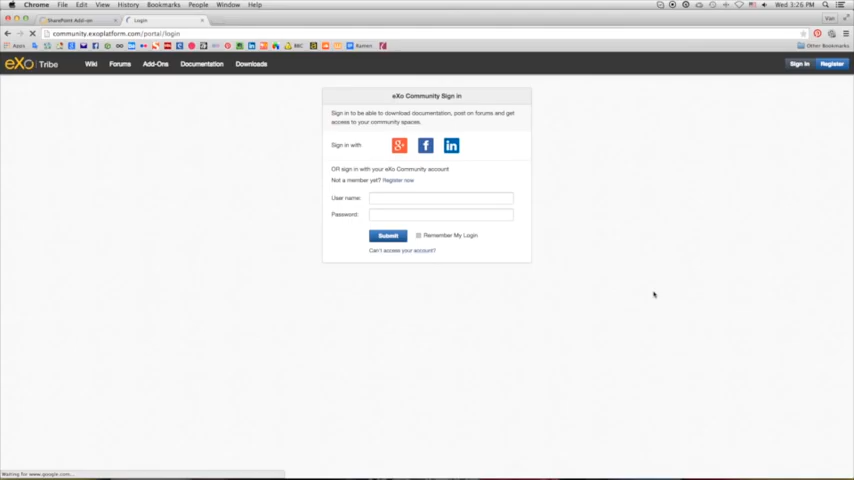 Chrome File Edit View History Bookmarks People Window Help
Wed 3:26 PM
SharePoint Add-on
Login
Van
community.exoplatform.com/portal/login
Apps
RBC
Ramen
Other Bookmarks
eXo Tribe
Wiki Forums Add-Ons Documentation Downloads
Sign in Register
eXo Community Sign in
Sign in to be able to download documentation, post on forums and get
access to your community spaces.
Sign in with
g+ f in
OR sign in with your eXo Community account
Not a member yet? Register now
User name:
Password:
Submit
Remember My Login
Can't access your account?
Waiting for www.google.com...